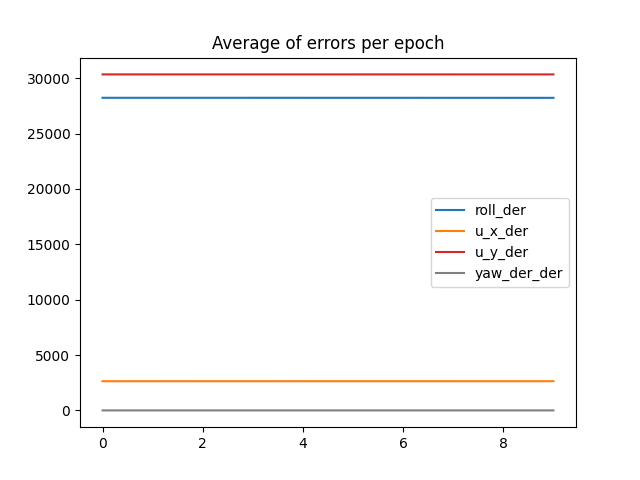 Average of errors per epoch
30000
25000
20000
15000
10000
5000
0
roll_der
u_x_der
u_y_der
yaw_der_der
0 2 4 6 8